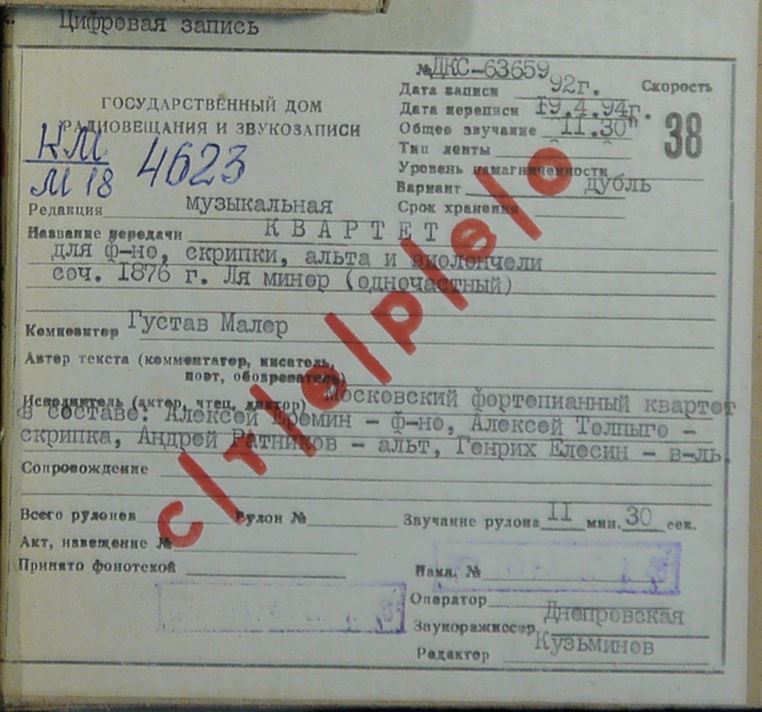 Цифровая запись
№ ДКС-63659
Дата записи 92г. Скорость
ГОСУДАРСТВЕННЫЙ ДОМ
Дата переписи 19.4.94г.
РАДИОВЕЩАНИЯ И ЗВУКОЗАПИСИ
Общее звучание 11.30"
38
Тип ленты
КМ
М 18 4623
Уровень намагниченности
Вариант дубль
Редакция музыкальная
Срок хранения
Название передачи КВАРТЕТ
для ф-но, скрипки, альта и виолончели
соч. 1876 г. Ля минор (одночастный)
с/т/е/р/е/о
Композитор Густав Малер
Автор текста (комментатор, писатель,
поэт, обозреватель)
Исполнитель (актер, чтец, диктор) Московский фортепианный квартет
в составе: Алексей Еремин - ф-но, Алексей Толпыго -
скрипка, Андрей Ратников - альт, Генрих Елесин - в-ль.
Сопровождение
Всего рулонов Рулон № Звучание рулона 11 мин. 30 сек.
Акт, извещение №
Принято фонотекой
Накл. №
Оператор
Днепровская
Звукорежиссер
Кузьминов
Редактор